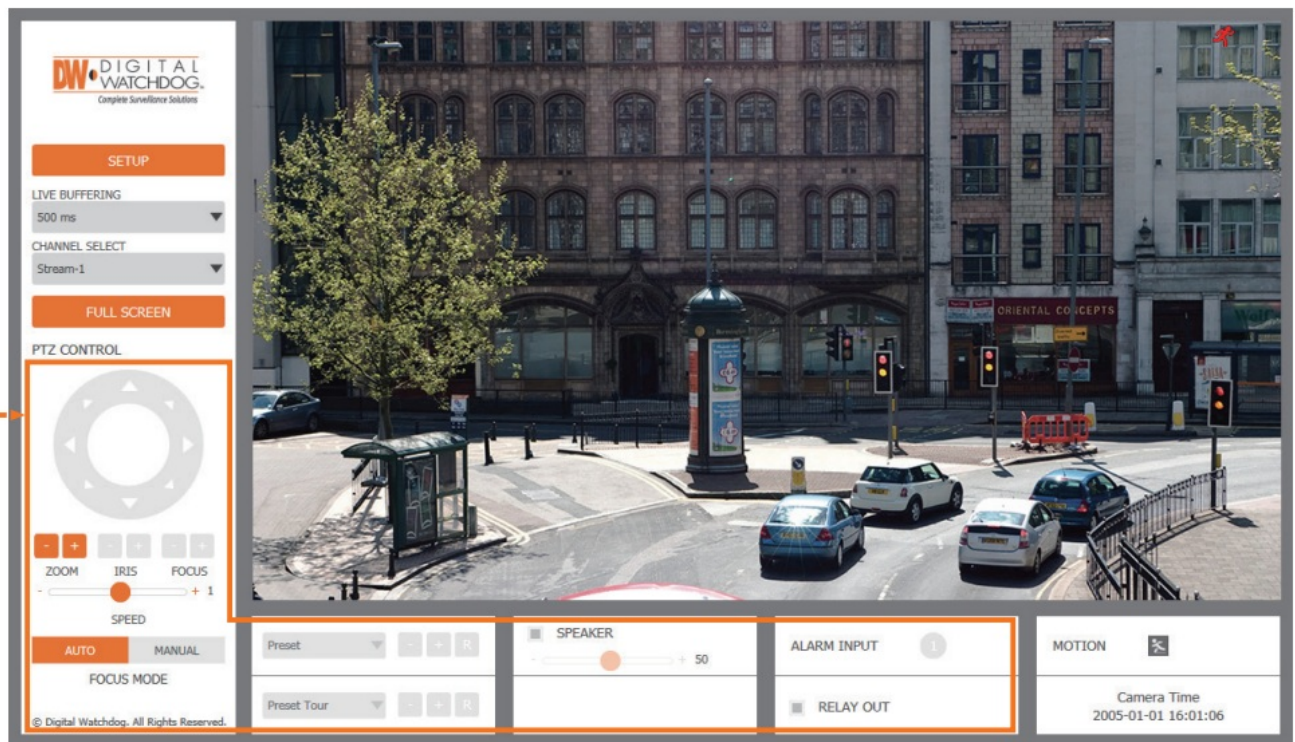 DW DIGITAL
WATCHDOG
Complete Surveillance Solutions
SETUP
LIVE BUFFERING
500 ms
CHANNEL SELECT
Stream-1
FULL SCREEN
PTZ CONTROL
- + - + - +
ZOOM IRIS FOCUS
- + 1
SPEED
AUTO MANUAL
FOCUS MODE
© Digital Watchdog. All Rights Reserved.
ORIENTAL CONCEPTS
Preset - + R
Preset Tour - + R
SPEAKER
- + 50
ALARM INPUT 1
RELAY OUT
MOTION
Camera Time
2005-01-01 16:01:06